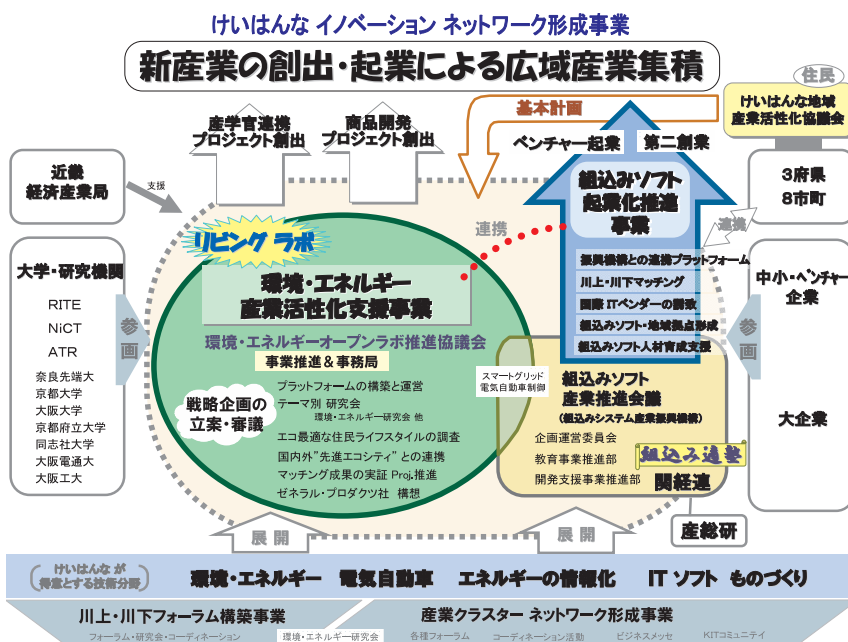 けいはんな イノベーション ネットワーク形成事業
新産業の創出・起業による広域産業集積
住民
けいはんな地域
産業活性化協議会
基本計画
産学官連携
プロジェクト創出
商品開発
プロジェクト創出
ベンチャー起業
第二創業
近畿
経済産業局
支援
3府県
8市町
連携
組込みソフト
起業化推進
事業
連携
リビング ラボ
環境・エネルギー
産業活性化支援事業
振興機構との連携プラットフォーム
川上・川下マッチング
国際 ITベンダーの誘致
組込みソフト・地域拠点形成
組込みソフト人材育成支援
大学・研究機関
RITE
NiCT
ATR
奈良先端大
京都大学
大阪大学
京都府立大学
同志社大学
大阪電通大
大阪工大
参画
環境・エネルギーオープンラボ推進協議会
事業推進&事務局
戦略企画の
立案・審議
プラットフォームの構築と運営
テーマ別 研究会
環境・エネルギー研究会 他
エコ最適な住民ライフスタイルの調査
国内外"先進エコシティ" との連携
マッチング成果の実証 Proj.推進
ゼネラル・プロダクツ社 構想
スマートグリッド
電気自動車制御
組込みソフト
産業推進会議
(組込みシステム産業振興機構)
企画運営委員会
教育事業推進部
開発支援事業推進部
組込み適塾
関経連
産総研
参画
中小・ベンチャー
企業
大企業
展開
展開
けいはんな が
得意とする技術分野
環境・エネルギー
電気自動車
エネルギーの情報化
IT ソフト ものづくり
川上・川下フォーラム構築事業
産業クラスター ネットワーク形成事業
フォーラム・研究会・コーディネーション
環境・エネルギー研究会
各種フォーラム
コーディネーション活動
ビジネスメッセ
KITコミュニテイ